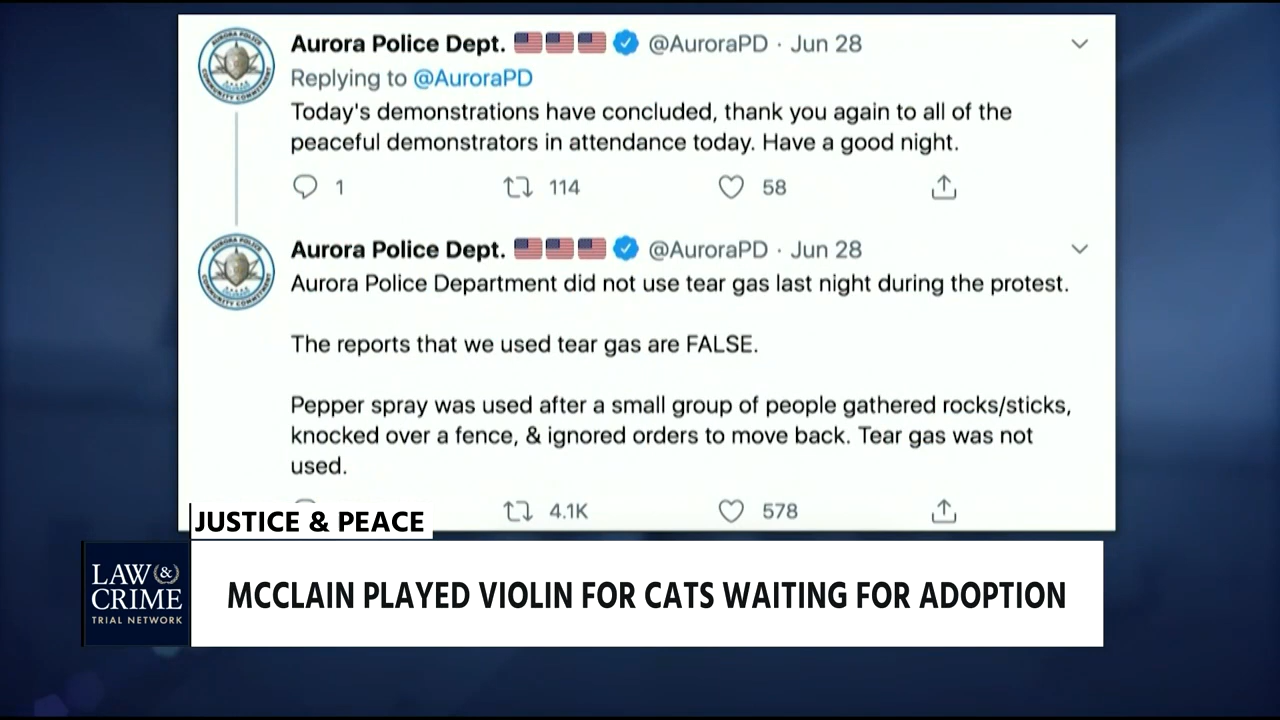 Aurora Police Dept. @AuroraPD · Jun 28
Replying to @AuroraPD
Today's demonstrations have concluded, thank you again to all of the
peaceful demonstrators in attendance today. Have a good night.
1 114 58
Aurora Police Dept. @AuroraPD · Jun 28
Aurora Police Department did not use tear gas last night during the protest.
The reports that we used tear gas are FALSE.
Pepper spray was used after a small group of people gathered rocks/sticks,
knocked over a fence, & ignored orders to move back. Tear gas was not
used.
4.1K 578
JUSTICE & PEACE
LAW &
CRIME
TRIAL NETWORK
MCCLAIN PLAYED VIOLIN FOR CATS WAITING FOR ADOPTION